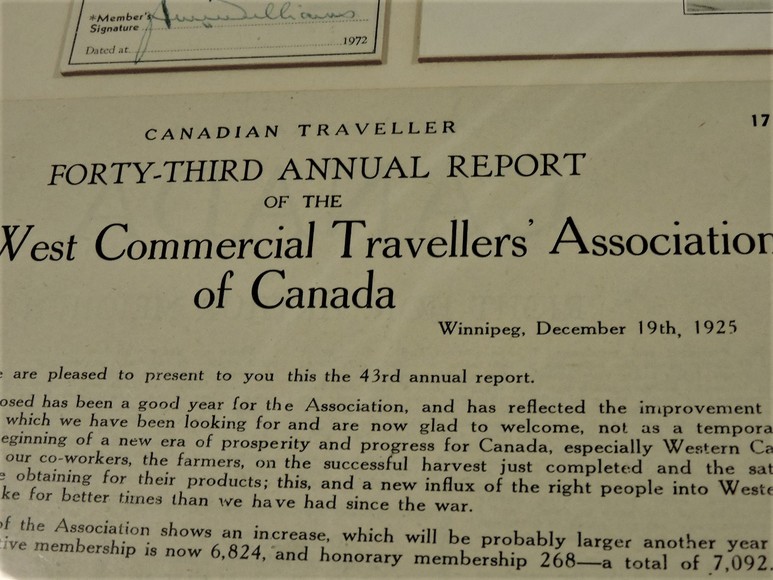 *Member's
Signature Williams
Dated at 1972
CANADIAN TRAVELLER 17
FORTY-THIRD ANNUAL REPORT
OF THE
West Commercial Travellers' Association
of Canada
Winnipeg, December 19th, 1925
are pleased to present to you this the 43rd annual report.
osed has been a good year for the Association, and has reflected the improvement
which we have been looking for and are now glad to welcome, not as a tempora
eginning of a new era of prosperity and progress for Canada, especially Western Ca
our co-workers, the farmers, on the successful harvest just completed and the sat
obtaining for their products; this, and a new influx of the right people into Weste
ke for better times than we have had since the war.
of the Association shows an increase, which will be probably larger another year
tive membership is now 6,824, and honorary membership 268—a total of 7,092.